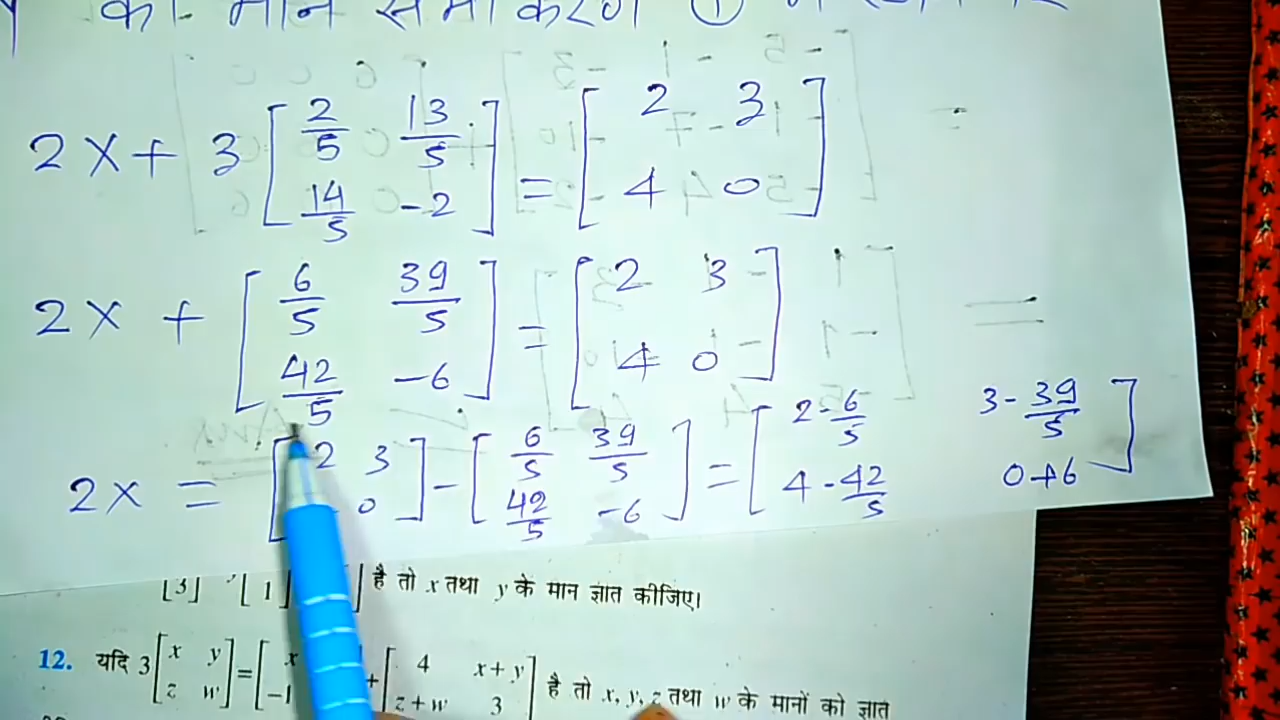 का मान समीकरण ① में
2x + 3 [2/5 13/5; 14/5 -2] = [2 3; 4 0]
2x + [6/5 39/5; 42/5 -6] = [2 3; 4 0]
2x = [2 3; 0] - [6/5 39/5; 42/5 -6] = [2-6/5 3-39/5; 4-42/5 0+6]
[3] [1] है तो x तथा y के मान ज्ञात कीजिए।
12. यदि 3[x y; z w] = [x; -1] + [4 x+y; z+w 3] है तो x, y, z तथा w के मानों को ज्ञात